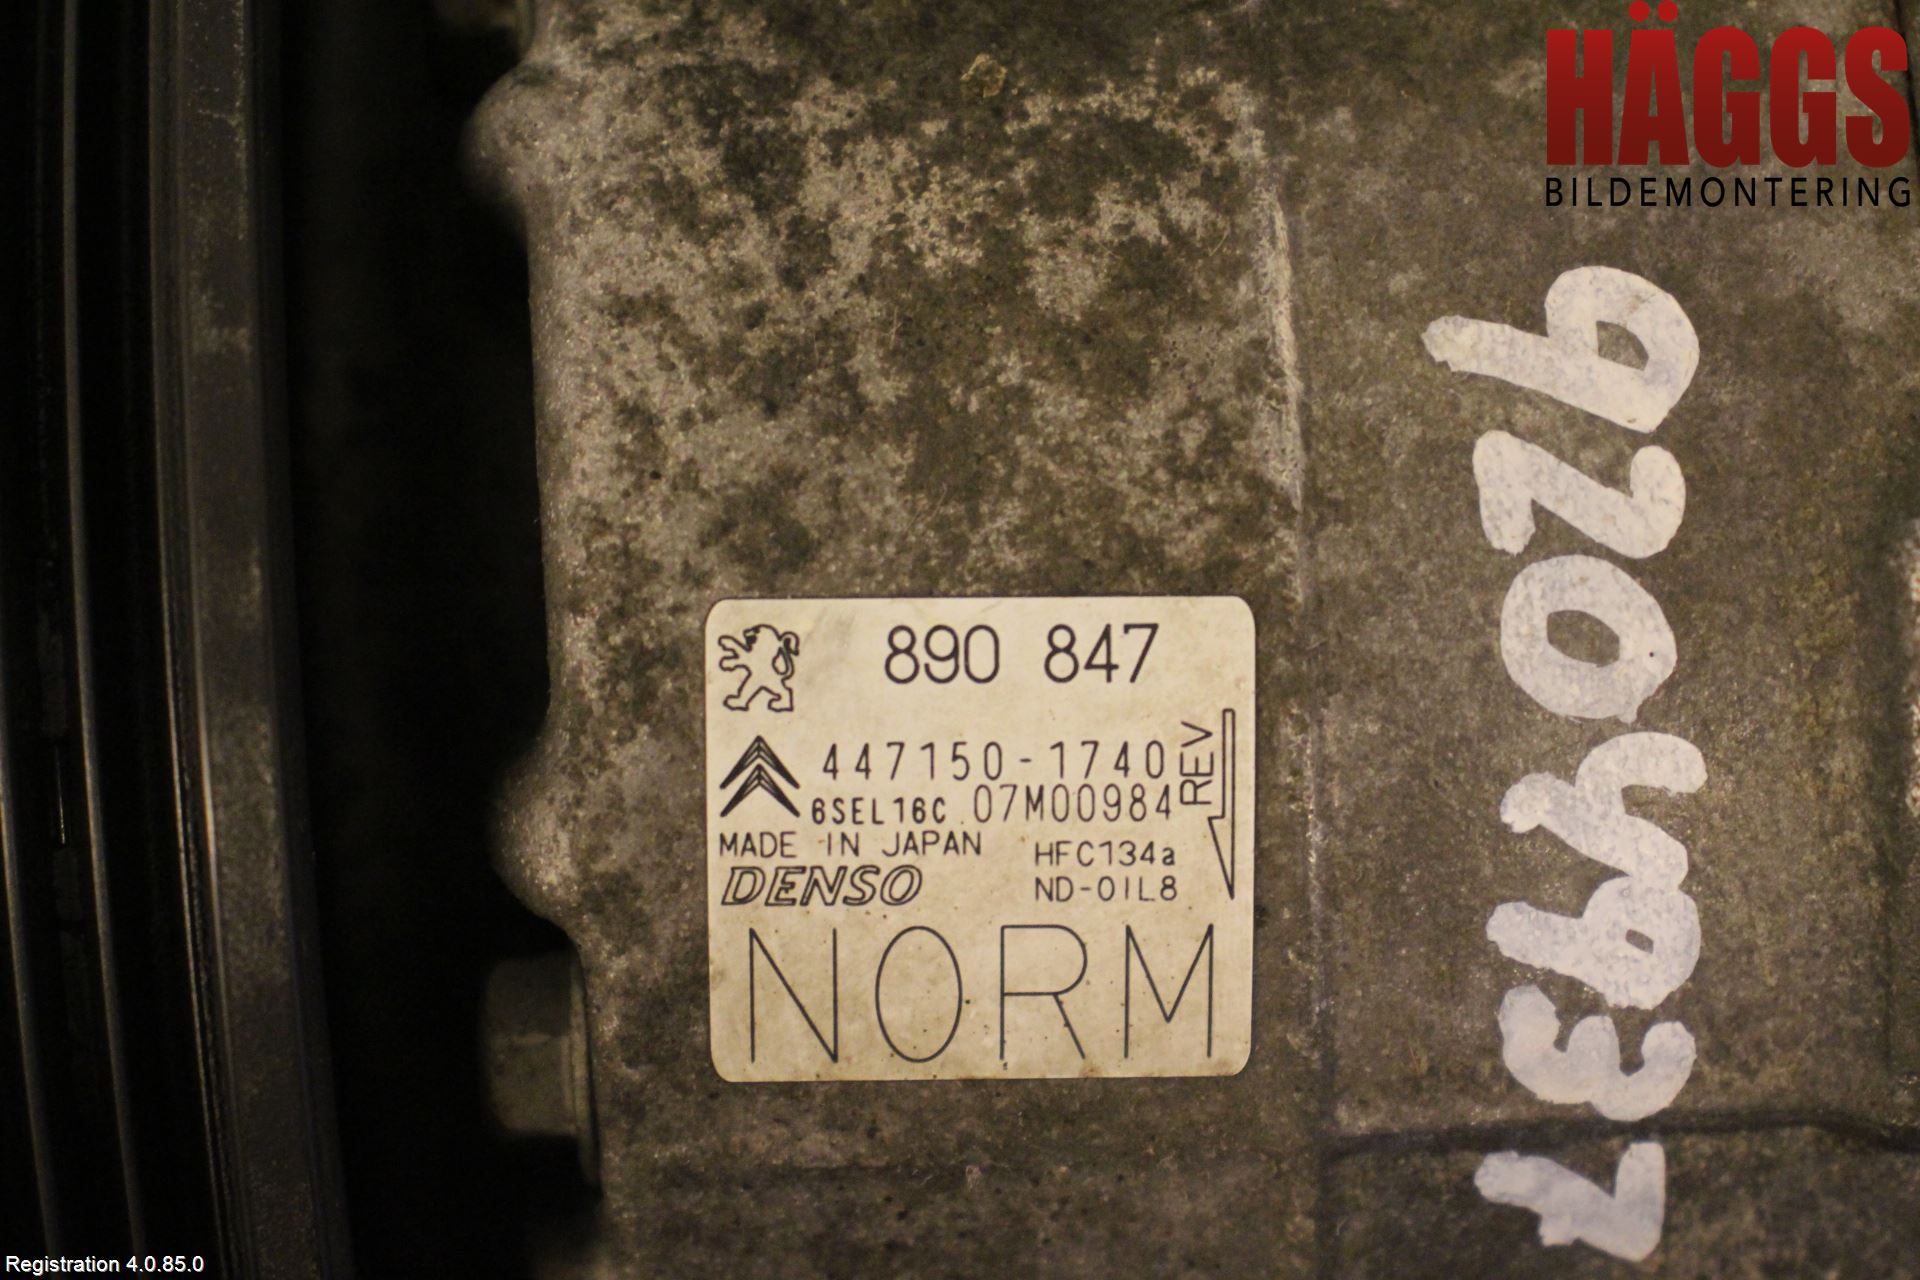 HÄGGS
BILDEMONTERING
890 847
447150-1740
6SEL16C 07M00984
REV
MADE IN JAPAN HFC134a
DENSO ND-OIL8
NORM
9204937
Registration 4.0.85.0